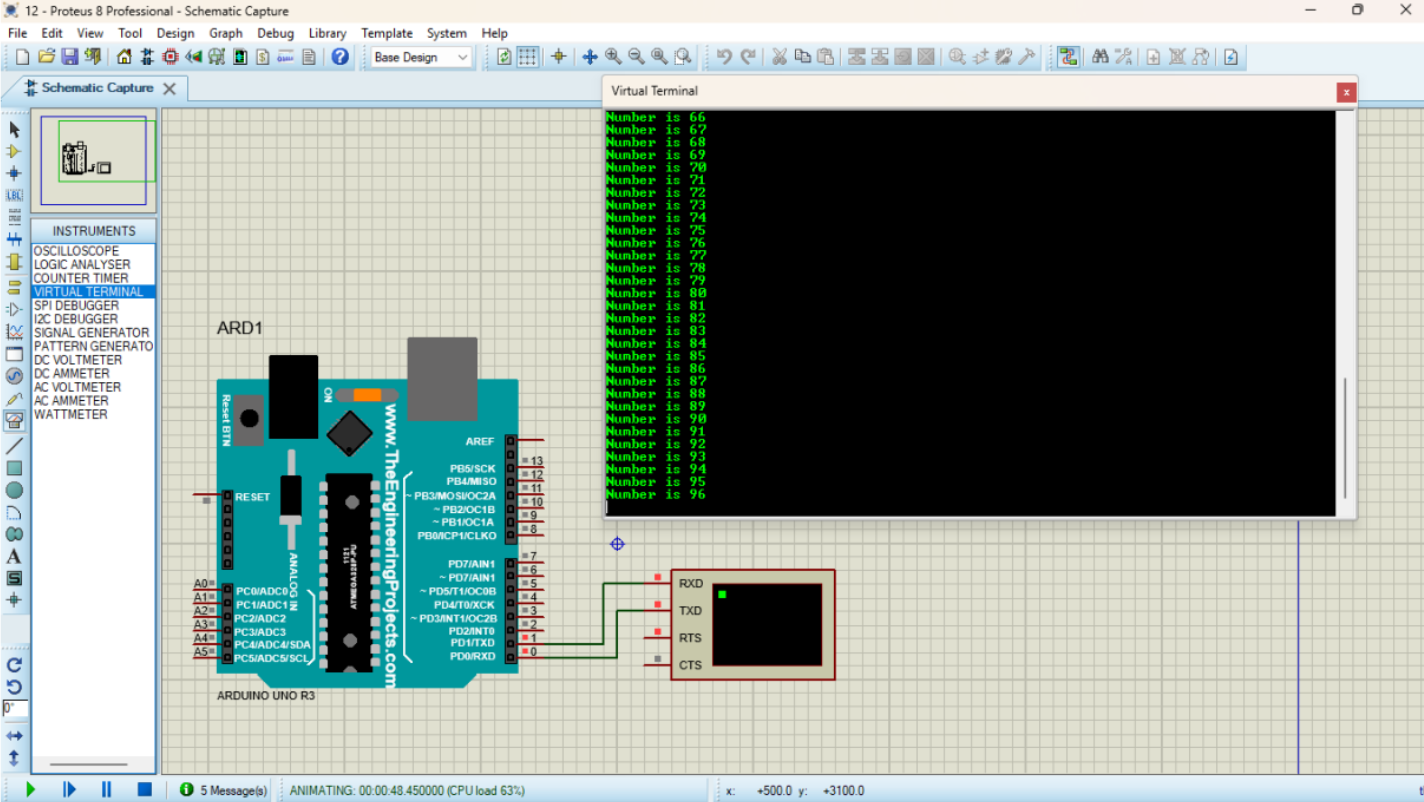 12 - Proteus 8 Professional - Schematic Capture
File Edit View Tool Design Graph Debug Library Template System Help
Base Design
Schematic Capture
Virtual Terminal
Number is 66
Number is 67
Number is 68
Number is 69
Number is 70
Number is 71
Number is 72
Number is 73
Number is 74
Number is 75
Number is 76
Number is 77
Number is 78
Number is 79
Number is 80
Number is 81
Number is 82
Number is 83
Number is 84
Number is 85
Number is 86
Number is 87
Number is 88
Number is 89
Number is 90
Number is 91
Number is 92
Number is 93
Number is 94
Number is 95
Number is 96
LBL
INSTRUMENTS
OSCILLOSCOPE
LOGIC ANALYSER
COUNTER TIMER
VIRTUAL TERMINAL
SPI DEBUGGER
I2C DEBUGGER
SIGNAL GENERATOR
PATTERN GENERATO
DC VOLTMETER
DC AMMETER
AC VOLTMETER
AC AMMETER
WATTMETER
A
S
0°
ARD1
Reset BTN
ON
www.TheEngineeringProjects.com
RESET
ANALOG IN
1121
ATMEGA328P-PU
AREF
PB5/SCK 13
PB4/MISO 12
~ PB3/MOSI/OC2A 11
~ PB2/OC1B 10
~ PB1/OC1A 9
PB0/ICP1/CLKO 8
PD7/AIN1 7
~ PD7/AIN1 6
~ PD5/T1/OC0B 5
PD4/T0/XCK 4
~ PD3/INT1/OC2B 3
PD2/INT0 2
PD1/TXD 1
PD0/RXD 0
A0 PC0/ADC0
A1 PC1/ADC1
A2 PC2/ADC2
A3 PC3/ADC3
A4 PC4/ADC4/SDA
A5 PC5/ADC5/SCL
ARDUINO UNO R3
RXD
TXD
RTS
CTS
5 Message(s)
ANIMATING: 00:00:48.450000 (CPU load 63%)
x: +500.0 y: +3100.0